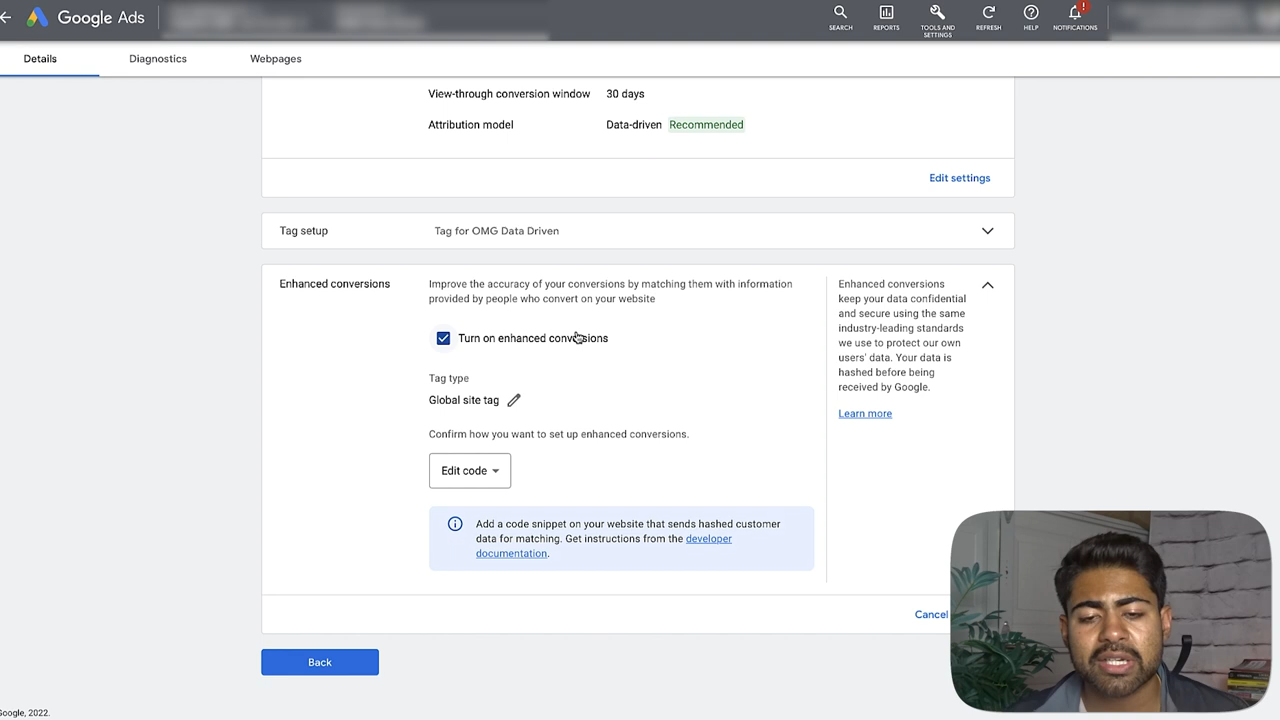 Google Ads
SEARCH
REPORTS
TOOLS AND
SETTINGS
REFRESH
HELP
!
NOTIFICATIONS
Details
Diagnostics
Webpages
View-through conversion window 30 days
Attribution model Data-driven Recommended
Edit settings
Tag setup Tag for OMG Data Driven
Enhanced conversions
Improve the accuracy of your conversions by matching them with information
provided by people who convert on your website
Turn on enhanced conversions
Tag type
Global site tag
Confirm how you want to set up enhanced conversions.
Edit code
Add a code snippet on your website that sends hashed customer
data for matching. Get instructions from the developer
documentation.
Enhanced conversions
keep your data confidential
and secure using the same
industry-leading standards
we use to protect our own
users' data. Your data is
hashed before being
received by Google.
Learn more
Cancel
Back
Google, 2022.